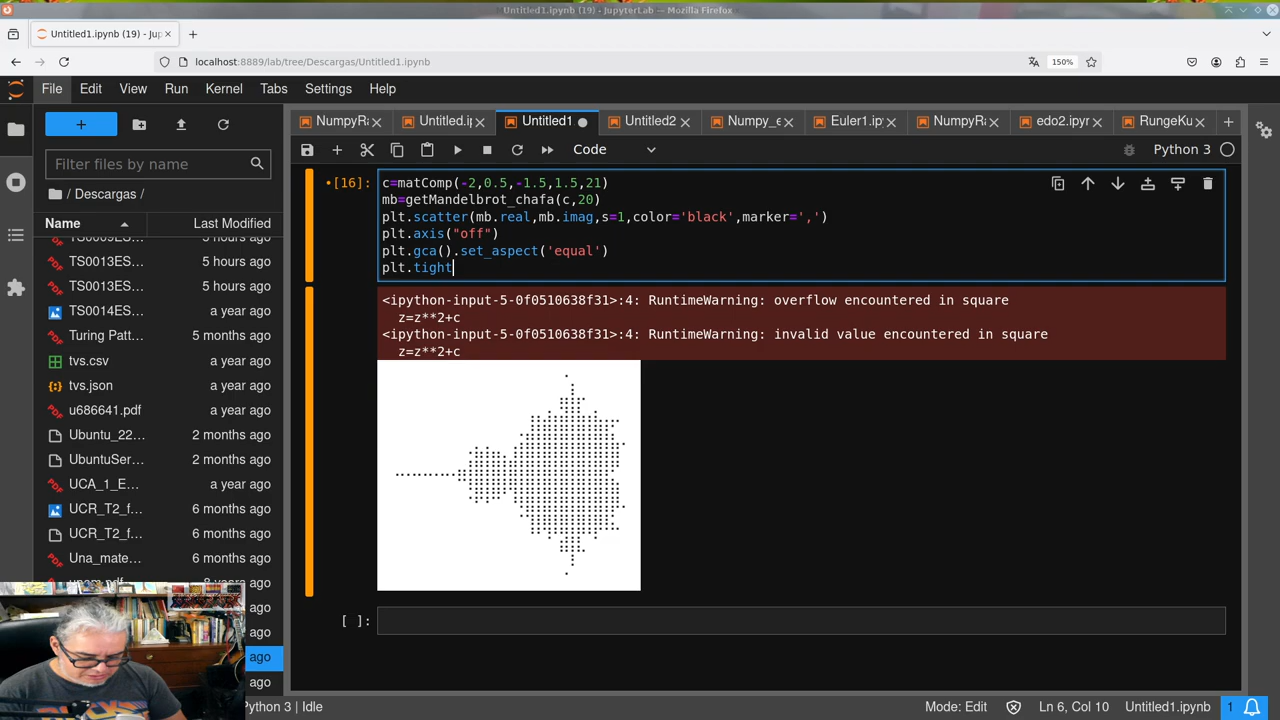 Untitled1.ipynb (19) - JupyterLab — Mozilla Firefox
Untitled1.ipynb (19) - Jup
localhost:8889/lab/tree/Descargas/Untitled1.ipynb
150%
File Edit View Run Kernel Tabs Settings Help
NumpyRa
Untitled.ip
Untitled1
Untitled2
Numpy_e
Euler1.ip
NumpyRa
edo2.ipyr
RungeKu
Code
Python 3
Filter files by name
/ Descargas /
Name Last Modified
TS0009ES... 5 hours ago
TS0013ES... 5 hours ago
TS0013ES... 5 hours ago
TS0014ES... a year ago
Turing Patt... 5 months ago
tvs.csv a year ago
tvs.json a year ago
u686641.pdf a year ago
Ubuntu_22... 2 months ago
UbuntuSer... 2 months ago
UCA_1_E... a year ago
UCR_T2_f... 6 months ago
UCR_T2_f... 6 months ago
Una_mate... 6 months ago
ago
ago
ago
ago
[16]:
c=matComp(-2,0.5,-1.5,1.5,21)
mb=getMandelbrot_chafa(c,20)
plt.scatter(mb.real,mb.imag,s=1,color='black',marker=',')
plt.axis("off")
plt.gca().set_aspect('equal')
plt.tight
<ipython-input-5-0f0510638f31>:4: RuntimeWarning: overflow encountered in square
z=z**2+c
<ipython-input-5-0f0510638f31>:4: RuntimeWarning: invalid value encountered in square
z=z**2+c
[ ]:
Python 3 | Idle
Mode: Edit
Ln 6, Col 10
Untitled1.ipynb
1